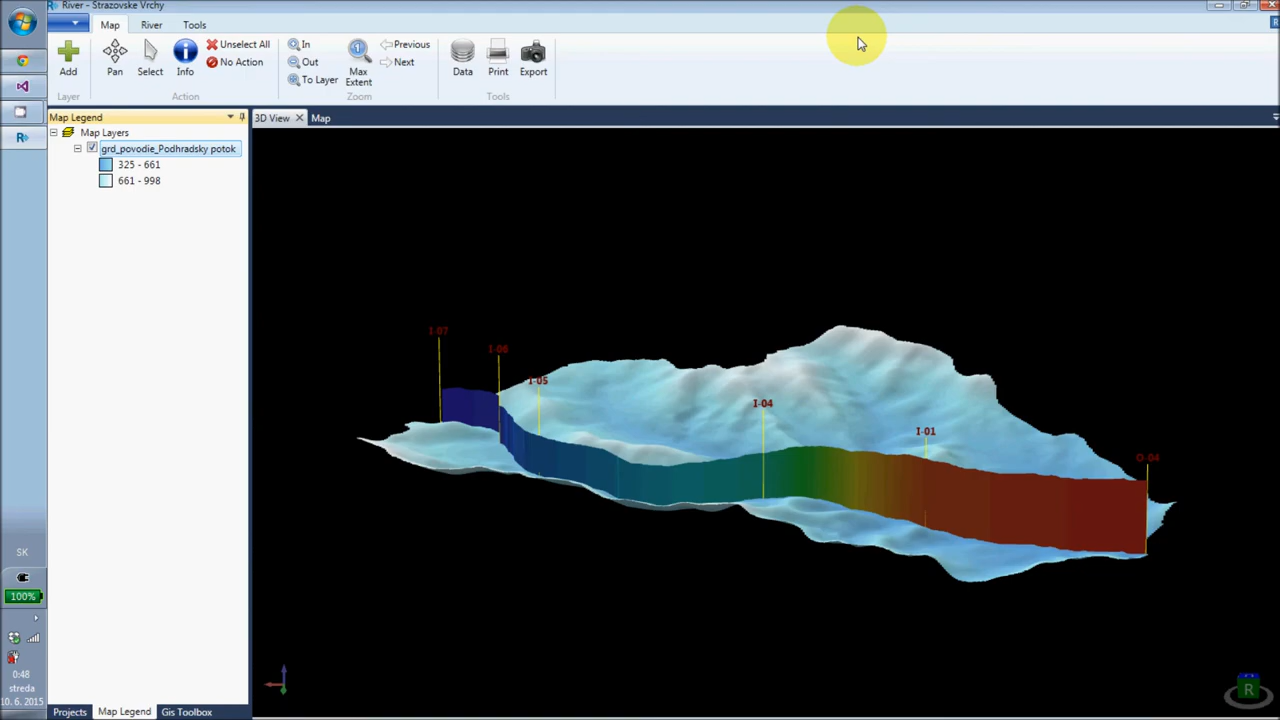 River - Strazovske Vrchy
Map River Tools
Add Pan Select Info
Unselect All
No Action
In
Out
To Layer
Max Extent
Previous
Next
Data Print Export
Layer Action Zoom Tools
Map Legend
3D View Map
Map Layers
grd_povodie_Podhradsky potok
325 - 661
661 - 998
I-07
I-06
I-05
I-04
I-01
O-04
SK
100%
0:48
streda
10. 6. 2015
R
Projects Map Legend Gis Toolbox